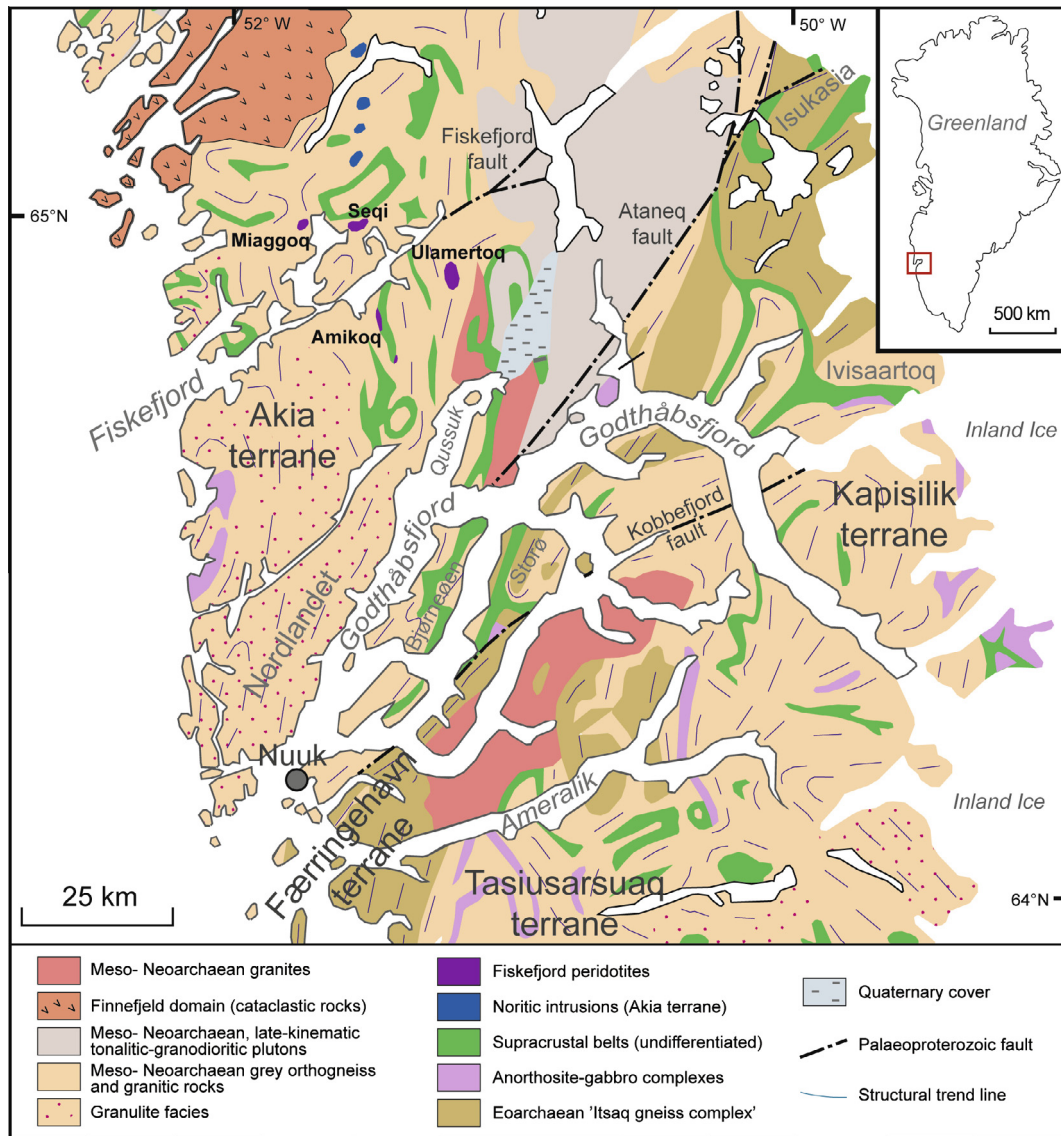 52° W
50° W
Isukasia
Greenland
500 km
Fiskefjord
fault
65°N
Seqi
Miaggoq
Ataneq
fault
Ulamertoq
Amikoq
Fiskefjord
Akia
terrane
Qussuk
Godthåbsfjord
Ivisaartoq
Inland Ice
Kapisilik
terrane
Kobbefjord
fault
Godthåbsfjord
Bjørneøen
Storø
Nordlandet
Nuuk
Færringehavn
terrane
Ameralik
Inland Ice
Tasiusarsuaq
terrane
64°N
25 km
Meso- Neoarchaean granites
Finnefjeld domain (cataclastic rocks)
Meso- Neoarchaean, late-kinematic
tonalitic-granodioritic plutons
Meso- Neoarchaean grey orthogneiss
and granitic rocks
Granulite facies
Fiskefjord peridotites
Noritic intrusions (Akia terrane)
Supracrustal belts (undifferentiated)
Anorthosite-gabbro complexes
Eoarchaean 'Itsaq gneiss complex'
Quaternary cover
Palaeoproterozoic fault
Structural trend line